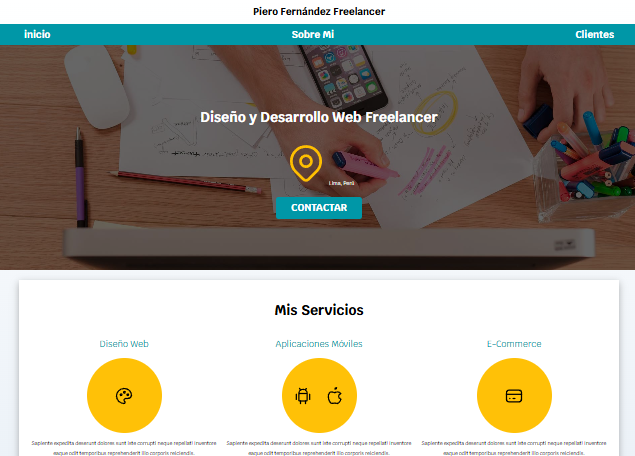 Piero Fernández Freelancer
inicio Sobre Mi Clientes
Diseño y Desarrollo Web Freelancer
Lima, Perú
CONTACTAR
Mis Servicios
Diseño Web Aplicaciones Móviles E-Commerce
Sapiente expedita deserunt dolores sunt iste corrupti neque repellat! Inventore Sapiente expedita deserunt dolores sunt iste corrupti neque repellat! Inventore Sapiente expedita deserunt dolores sunt iste corrupti neque repellat! Inventore
eaque odit temporibus reprehenderit illo corporis reiciendis. eaque odit temporibus reprehenderit illo corporis reiciendis. eaque odit temporibus reprehenderit illo corporis reiciendis.